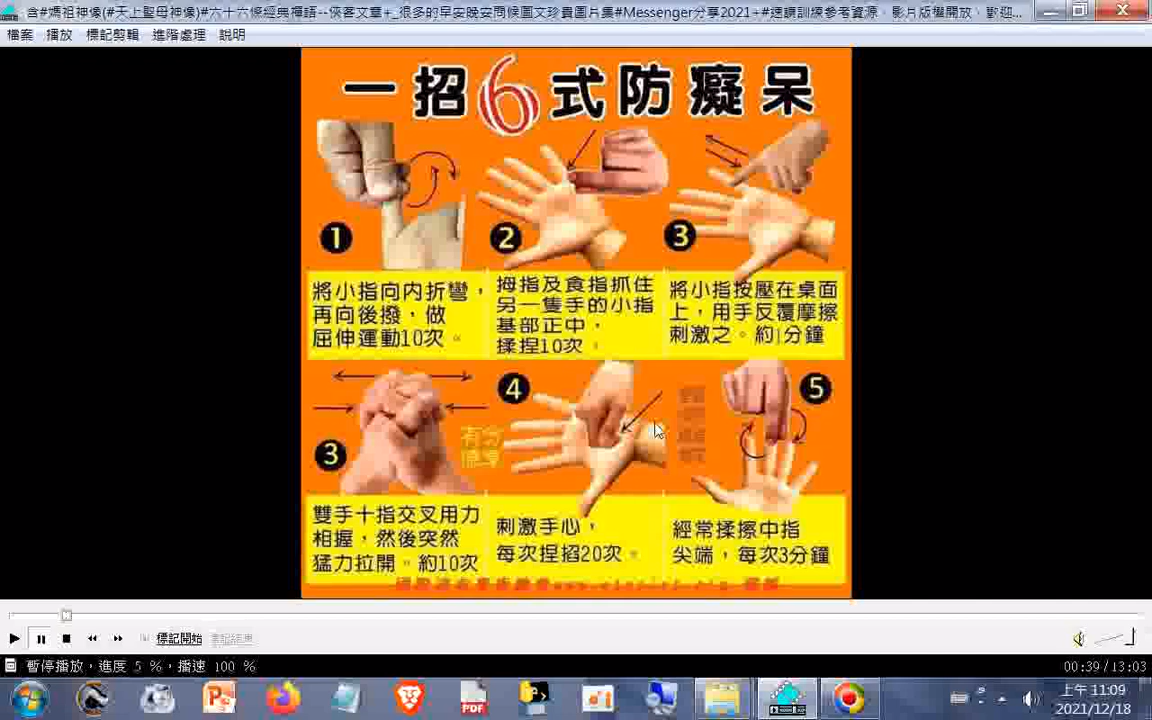 含#媽祖神像(#天上聖母神像)#六十六條經典禪語--俠客文章+_很多的早安晚安問候圖文珍貴圖片集#Messenger分享2021+#速讀訓練參考資源、影片版權開放、歡迎...
檔案 播放 標記剪輯 進階處理 說明
一招6式防癡呆
1
2
3
將小指向內折彎，
再向後撥，做
屈伸運動10次。
拇指及食指抓住
另一隻手的小指
基部正中，
揉捏10次。
將小指按壓在桌面
上，用手反覆摩擦
刺激之。約1分鐘
3
4
5
雙手十指交叉用力
相握，然後突然
猛力拉開。約10次
刺激手心，
每次捏掐20次。
經常揉擦中指
尖端，每次3分鐘
標記開始 標記結束
暫停播放，進度 5 %，播速 100 %
00:39 / 13:03
PDF
上午 11:09
2021/12/18